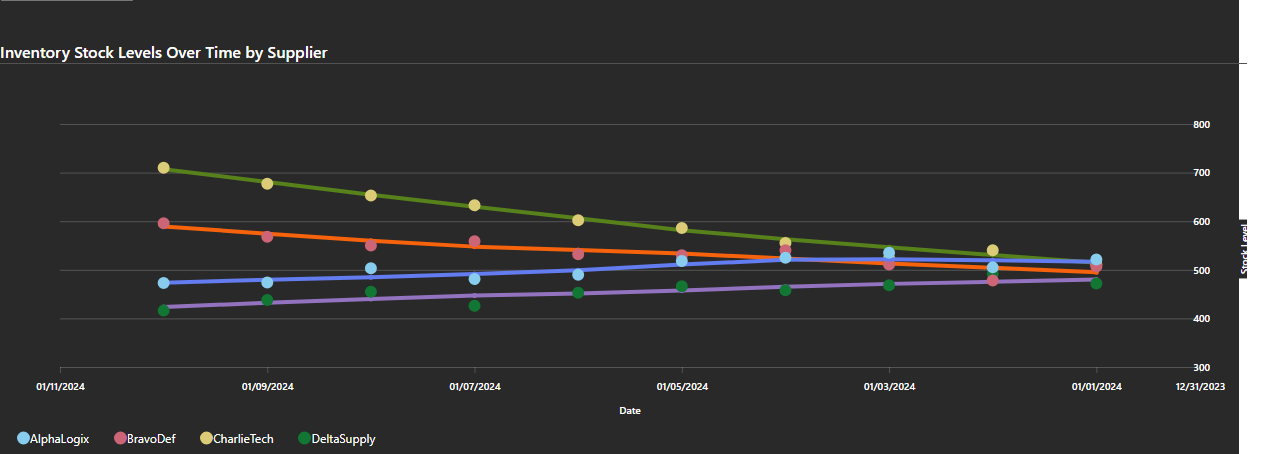 Inventory Stock Levels Over Time by Supplier
800
700
600
500
400
300
Stock Level
01/11/2024 01/09/2024 01/07/2024 01/05/2024 01/03/2024 01/01/2024 12/31/2023
Date
AlphaLogix BravoDef CharlieTech DeltaSupply